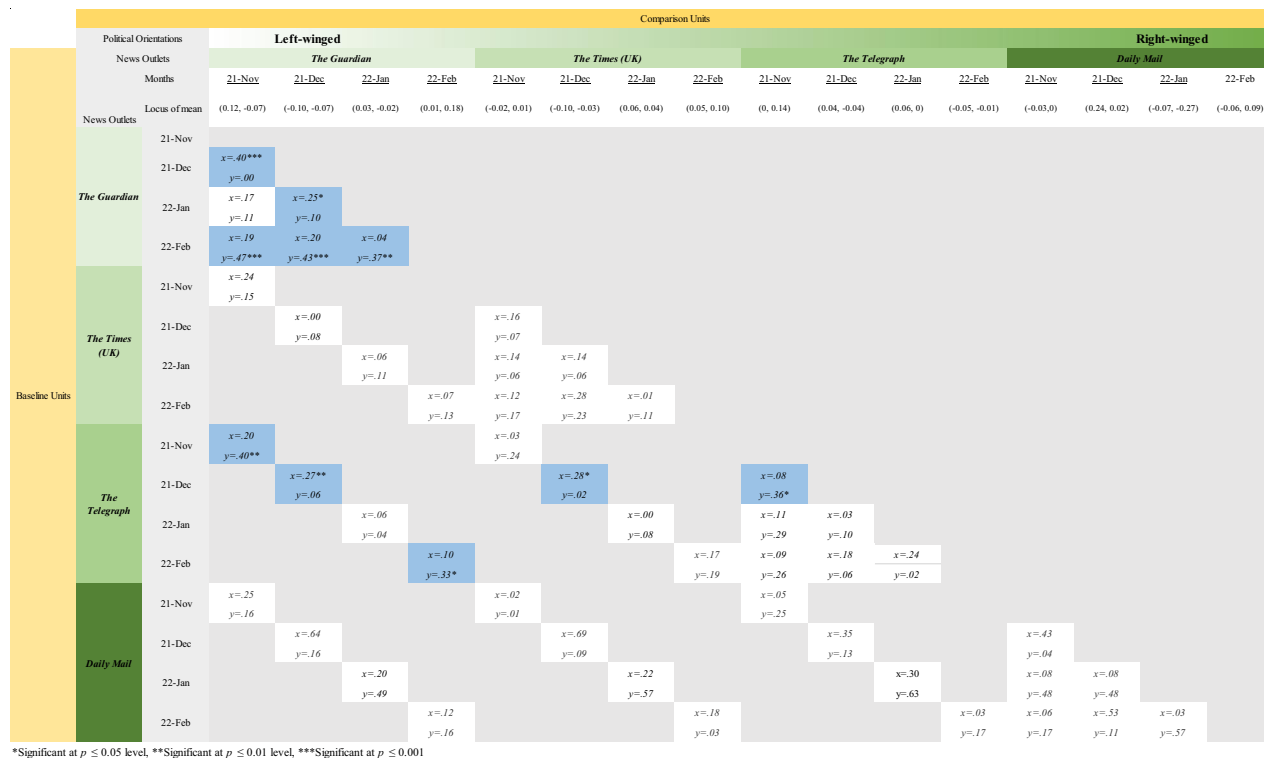 Comparison Units
Political Orientations Left-winged Right-winged
News Outlets The Guardian The Times (UK) The Telegraph Daily Mail
Months 21-Nov 21-Dec 22-Jan 22-Feb 21-Nov 21-Dec 22-Jan 22-Feb 21-Nov 21-Dec 22-Jan 22-Feb 21-Nov 21-Dec 22-Jan 22-Feb
Locus of mean (0.12, -0.07) (-0.10, -0.07) (0.03, -0.02) (0.01, 0.18) (-0.02, 0.01) (-0.10, -0.03) (0.06, 0.04) (0.05, 0.10) (0, 0.14) (0.04, -0.04) (0.06, 0) (-0.05, -0.01) (-0.03,0) (0.24, 0.02) (-0.07, -0.27) (-0.06, 0.09)
News Outlets
Baseline Units
The Guardian
21-Nov
21-Dec
x=.40***
y=.00
22-Jan
x=.17 x=.25*
y=.11 y=.10
22-Feb
x=.19 x=.20 x=.04
y=.47*** y=.43*** y=.37**
The Times
(UK)
21-Nov
x=.24
y=.15
21-Dec
x=.00 x=.16
y=.08 y=.07
22-Jan
x=.06 x=.14 x=.14
y=.11 y=.06 y=.06
22-Feb
x=.07 x=.12 x=.28 x=.01
y=.13 y=.17 y=.23 y=.11
The
Telegraph
21-Nov
x=.20 x=.03
y=.40** y=.24
21-Dec
x=.27** x=.28* x=.08
y=.06 y=.02 y=.36*
22-Jan
x=.06 x=.00 x=.11 x=.03
y=.04 y=.08 y=.29 y=.10
22-Feb
x=.10 x=.17 x=.09 x=.18 x=.24
y=.33* y=.19 y=.26 y=.06 y=.02
Daily Mail
21-Nov
x=.25 x=.02 x=.05
y=.16 y=.01 y=.25
21-Dec
x=.64 x=.69 x=.35 x=.43
y=.16 y=.09 y=.13 y=.04
22-Jan
x=.20 x=.22 x=.30 x=.08 x=.08
y=.49 y=.57 y=.63 y=.48 y=.48
22-Feb
x=.12 x=.18 x=.03 x=.06 x=.53 x=.03
y=.16 y=.03 y=.17 y=.17 y=.11 y=.57
*Significant at p ≤ 0.05 level, **Significant at p ≤ 0.01 level, ***Significant at p ≤ 0.001